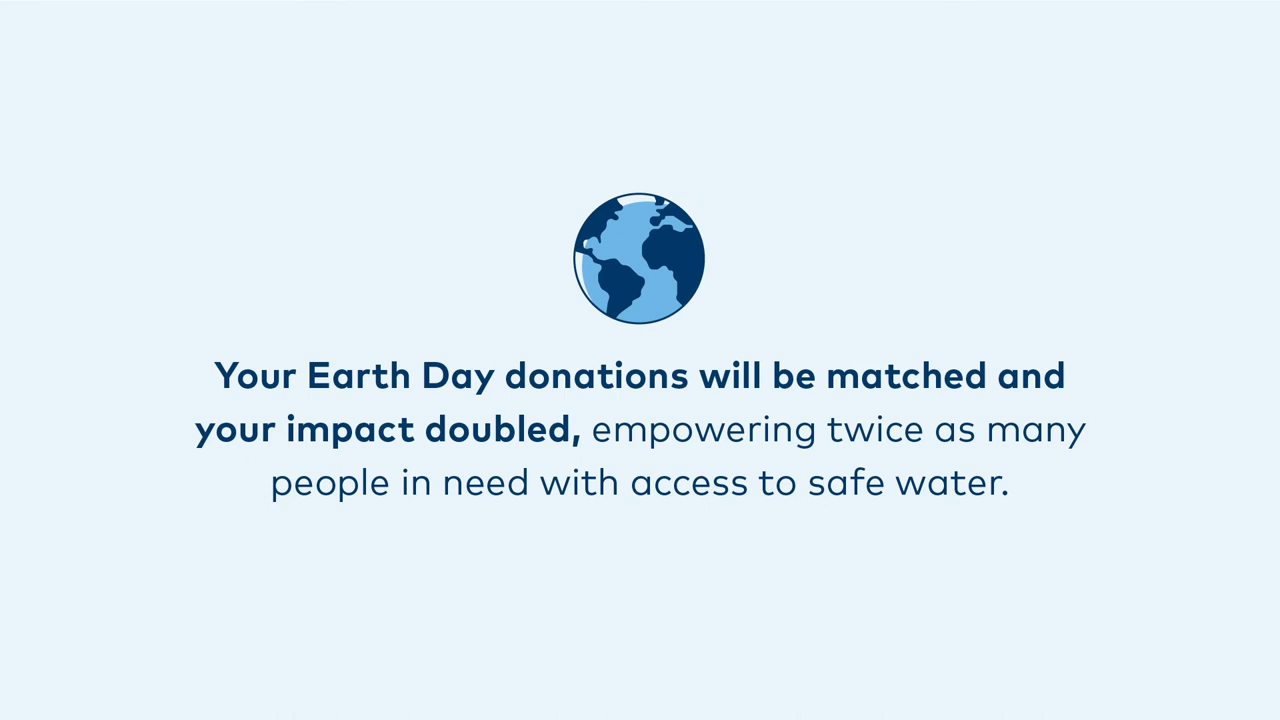 Your Earth Day donations will be matched and
your impact doubled, empowering twice as many
people in need with access to safe water.